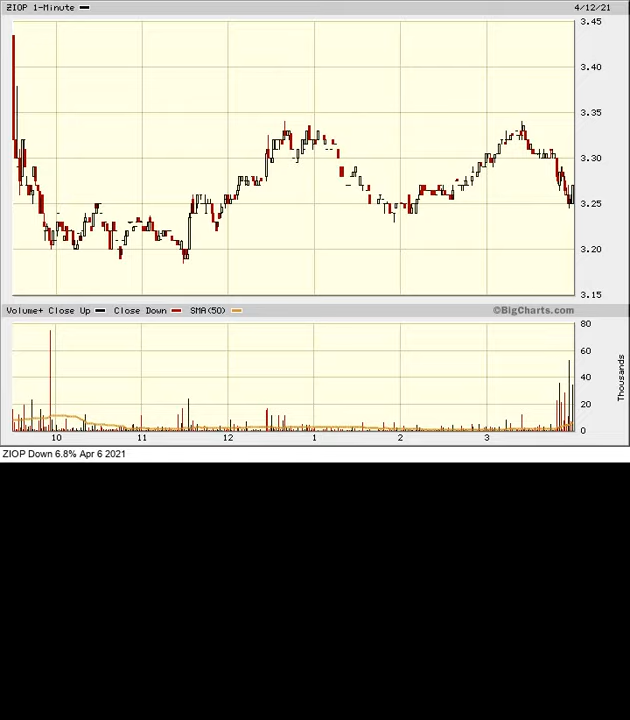 ZIOP 1-Minute 4/12/21
3.45
3.40
3.35
3.30
3.25
3.20
3.15
Volume+ Close Up Close Down SMA(50) ©BigCharts.com
80
60
40
20
0
Thousands
10 11 12 1 2 3
ZIOP Down 6.8% Apr 6 2021